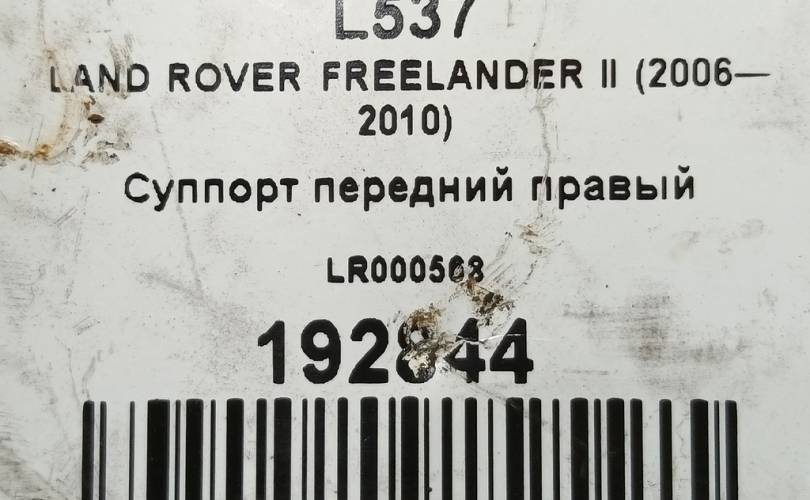 L537
LAND ROVER FREELANDER II (2006—
2010)
Суппорт передний правый
LR000568
192844